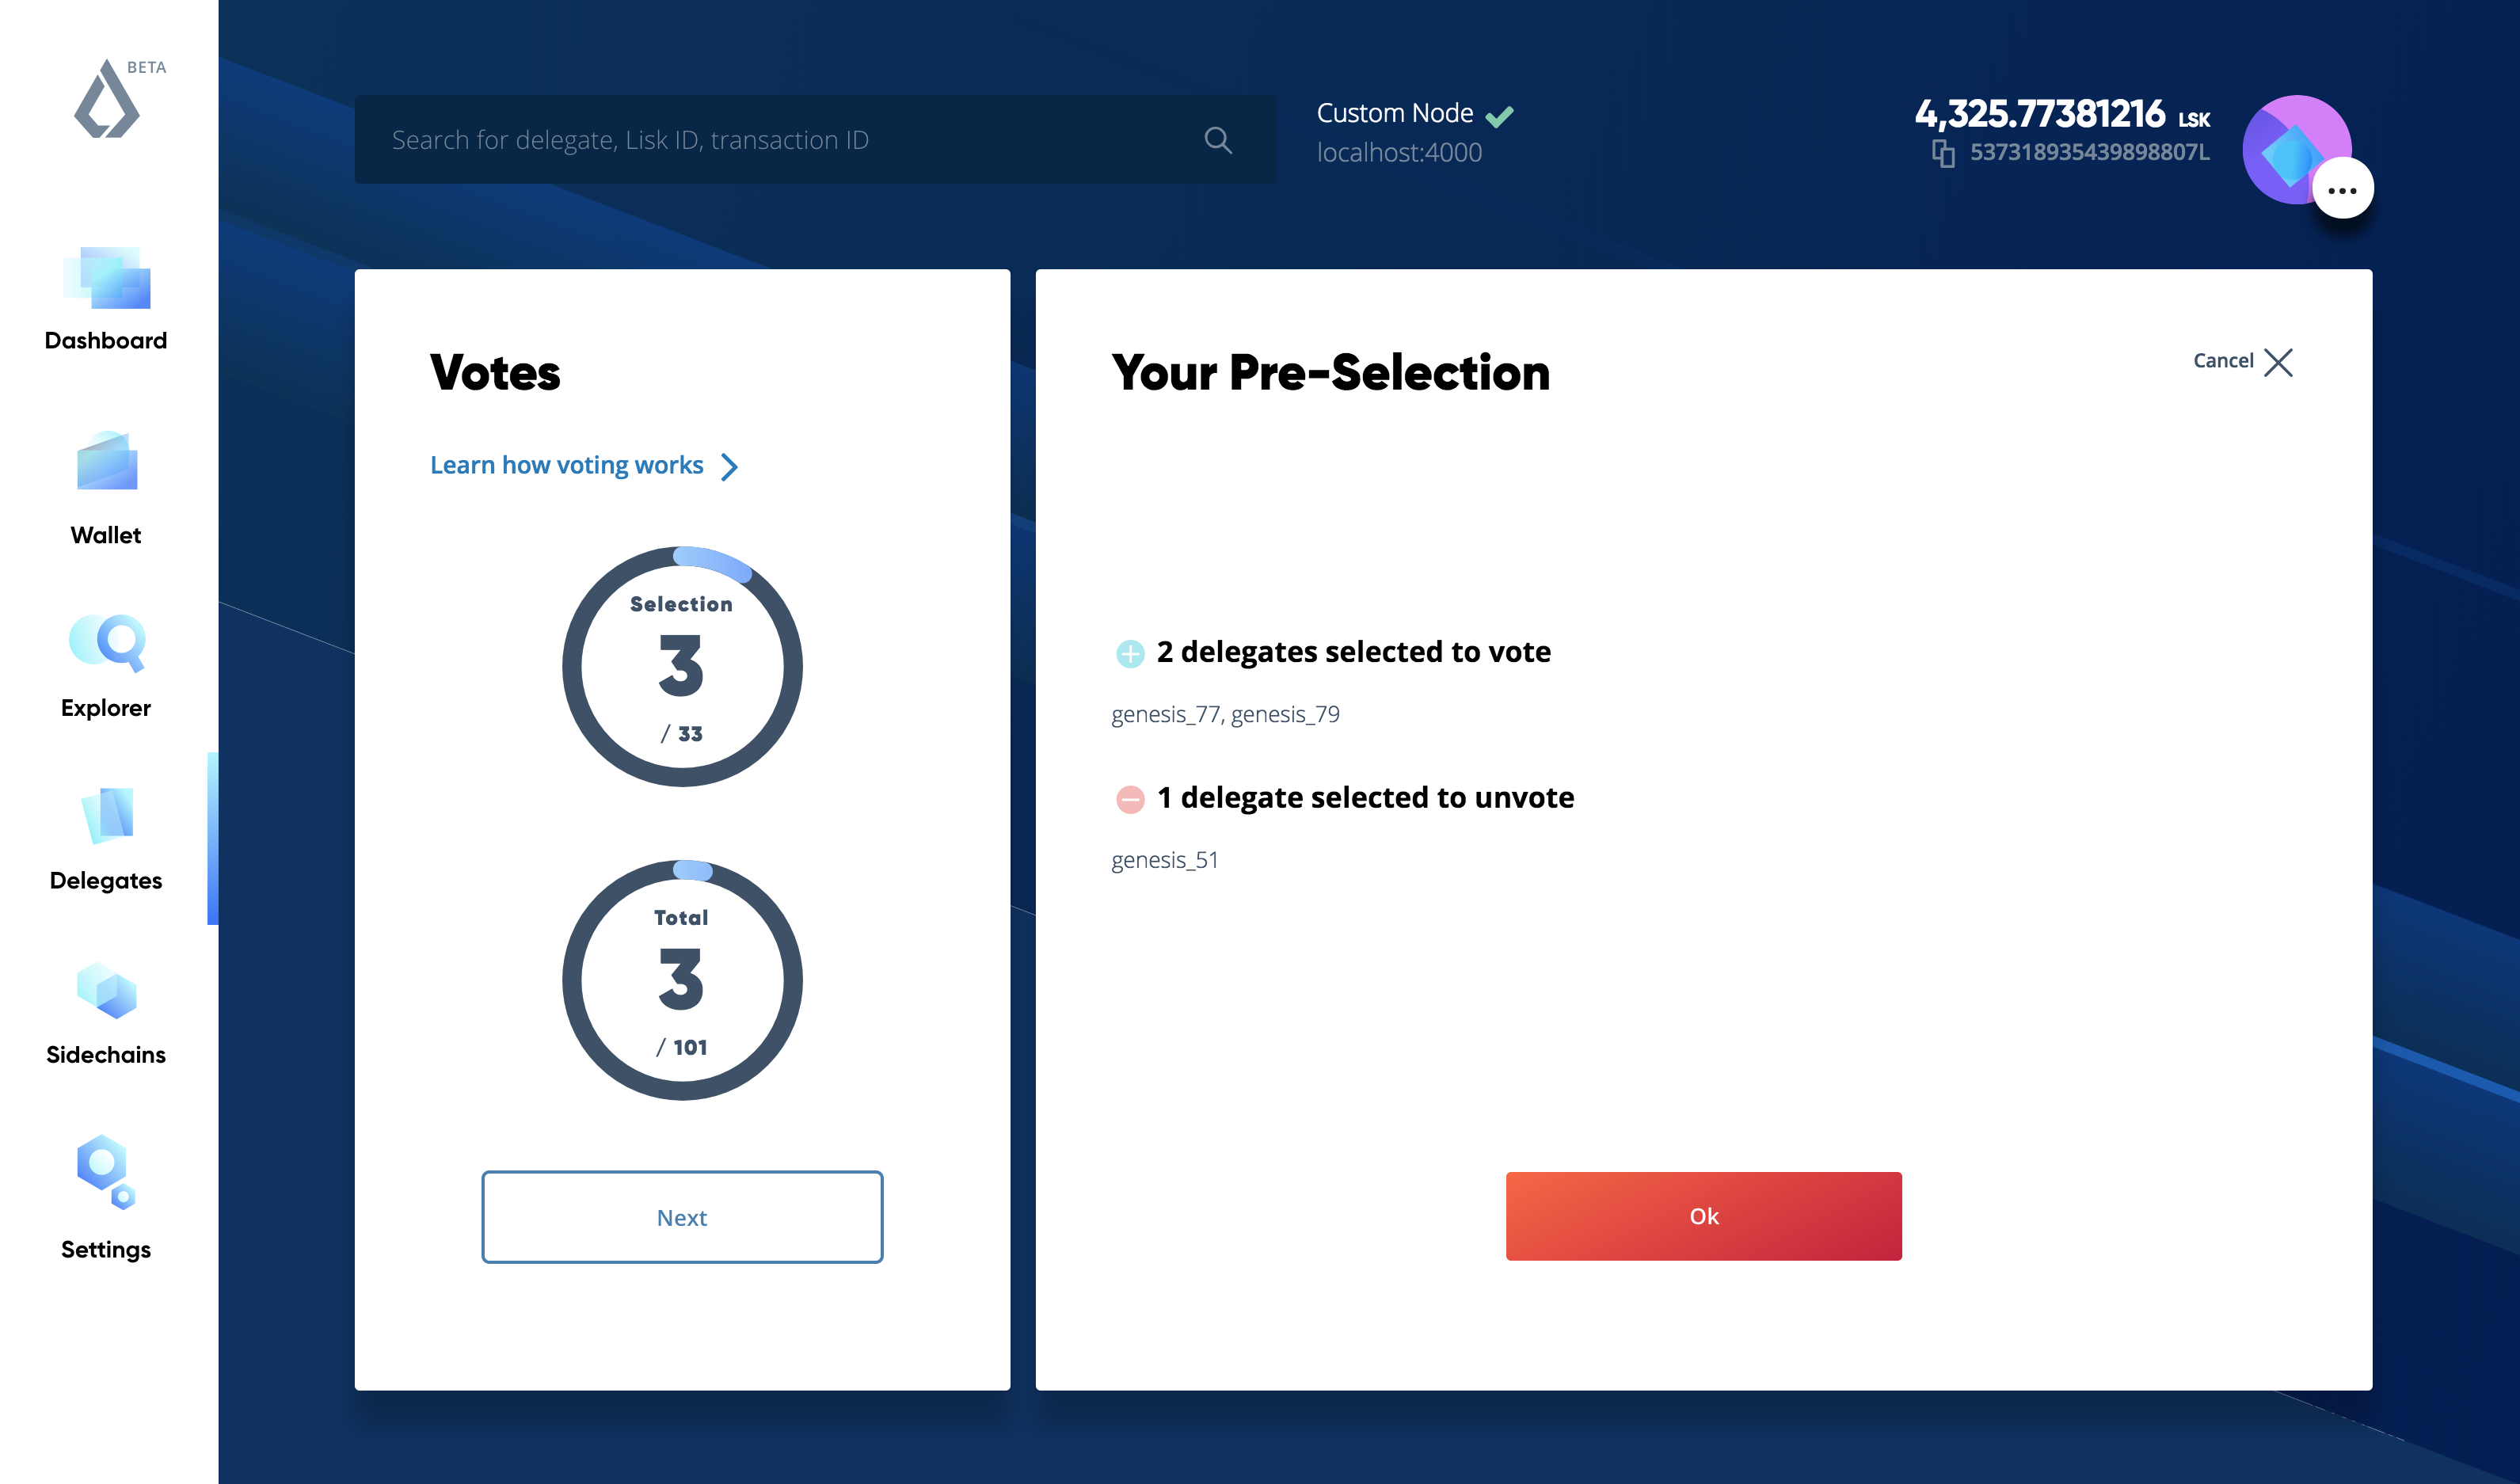 BETA
Dashboard
Wallet
Explorer
Delegates
Sidechains
Settings
Search for delegate, Lisk ID, transaction ID
Custom Node
localhost:4000
4,325.77381216 LSK
537318935439898807L
Votes
Learn how voting works
Selection
3
/ 33
Total
3
/ 101
Next
Your Pre-Selection
Cancel
2 delegates selected to vote
genesis_77, genesis_79
1 delegate selected to unvote
genesis_51
Ok